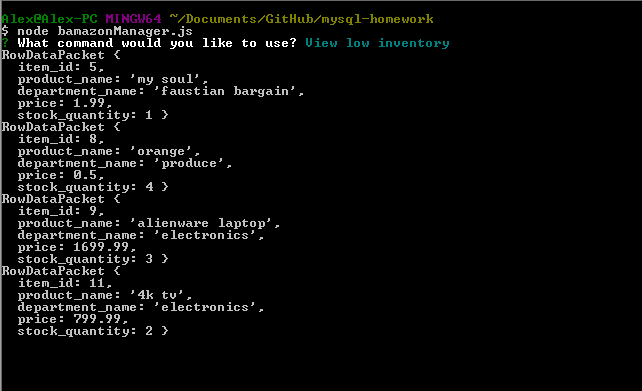 Alex@Alex-PC MINGW64 ~/Documents/GitHub/mysql-homework
$ node bamazonManager.js
? What command would you like to use? View low inventory
RowDataPacket {
  item_id: 5,
  product_name: 'my soul',
  department_name: 'faustian bargain',
  price: 1.99,
  stock_quantity: 1 }
RowDataPacket {
  item_id: 8,
  product_name: 'orange',
  department_name: 'produce',
  price: 0.5,
  stock_quantity: 4 }
RowDataPacket {
  item_id: 9,
  product_name: 'alienware laptop',
  department_name: 'electronics',
  price: 1699.99,
  stock_quantity: 3 }
RowDataPacket {
  item_id: 11,
  product_name: '4k tv',
  department_name: 'electronics',
  price: 799.99,
  stock_quantity: 2 }